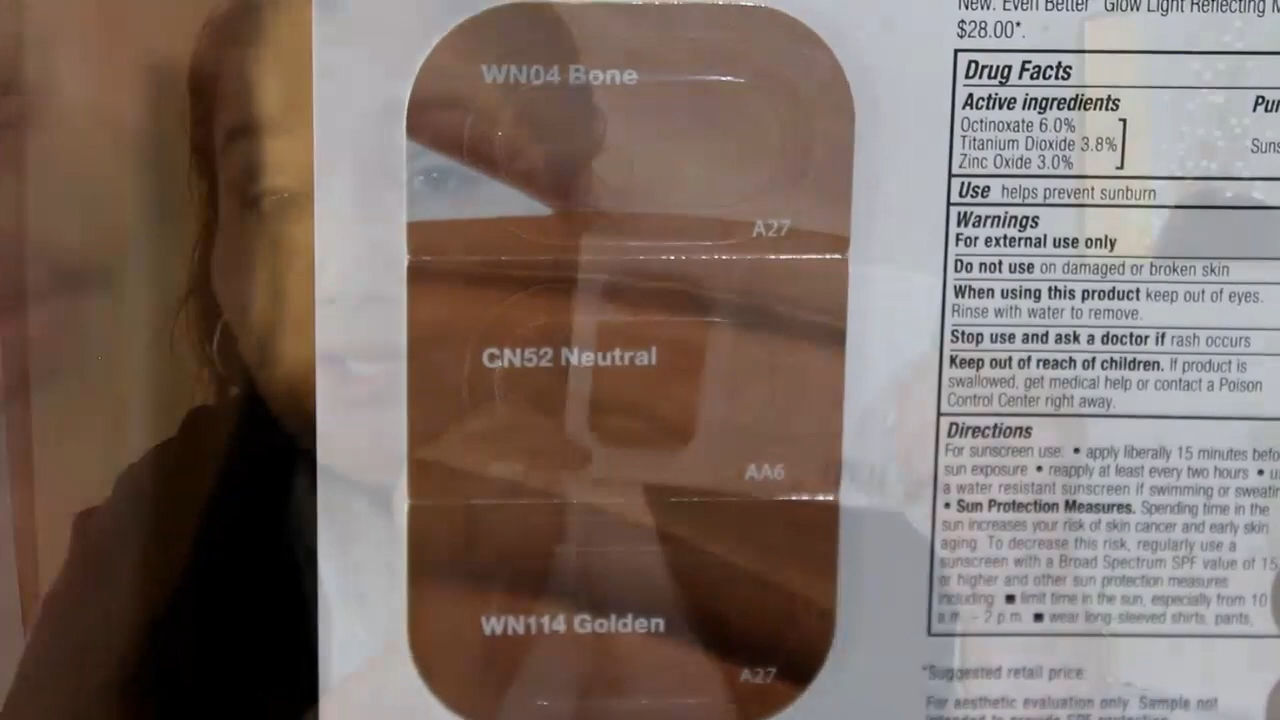 WN04 Bone
A27
CN52 Neutral
AA6
WN114 Golden
A27
New. Even Better™ Glow Light Reflecting
$28.00*.
Drug Facts
Active ingredients
Octinoxate 6.0%
Titanium Dioxide 3.8%
Zinc Oxide 3.0%
Use helps prevent sunburn
Warnings
For external use only
Do not use on damaged or broken skin
When using this product keep out of eyes.
Rinse with water to remove.
Stop use and ask a doctor if rash occurs
Keep out of reach of children. If product is
swallowed, get medical help or contact a Poison
Control Center right away.
Directions
For sunscreen use: • apply liberally 15 minutes
sun exposure • reapply at least every two hours •
a water resistant sunscreen if swimming or
• Sun Protection Measures. Spending time in the
sun increases your risk of skin cancer and early skin
aging. To decrease this risk, regularly use a
sunscreen with a Broad Spectrum SPF value of 15
or higher and other sun protection measures
including: ■ limit time in the sun, especially from 10
a.m. – 2 p.m. ■ wear long-sleeved shirts, pants,
*Suggested retail price.
For aesthetic evaluation only. Sample not
intended to provide SPF protection.